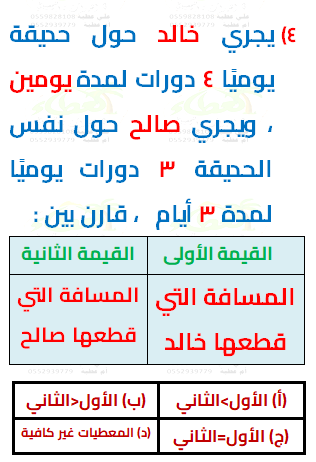 ٤) يجري خالد حول حديقة
يوميًا ٤ دورات لمدة يومين
، ويجري صالح حول نفس
الحديقة ٣ دورات يوميًا
لمدة ٣ أيام ، قارن بين :
القيمة الأولى
القيمة الثانية
المسافة التي
قطعها خالد
المسافة التي
قطعها صالح
(أ) الأول>الثاني
(ب) الأول<الثاني
(ج) الأول=الثاني
(د) المعطيات غير كافية